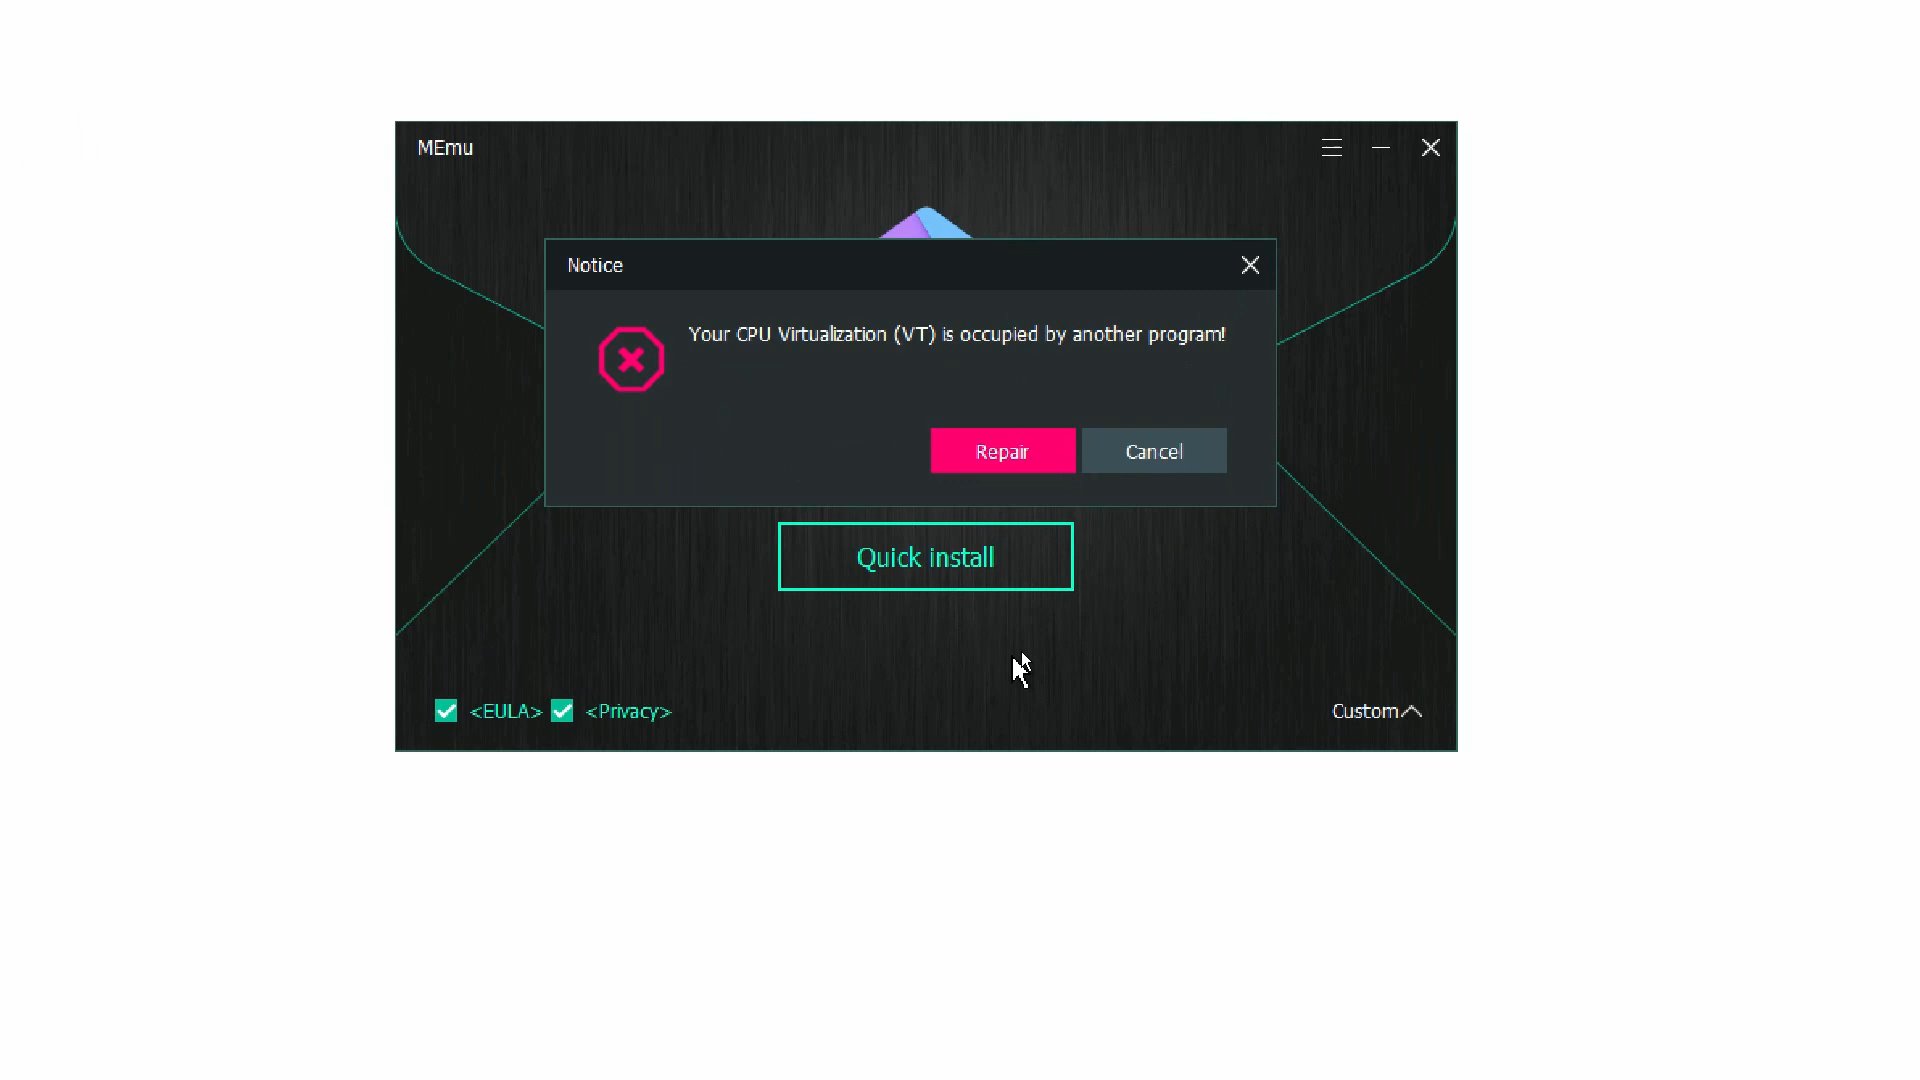 MEmu
Notice
Your CPU Virtualization (VT) is occupied by another program!
Repair Cancel
Quick install
<EULA> <Privacy> Custom